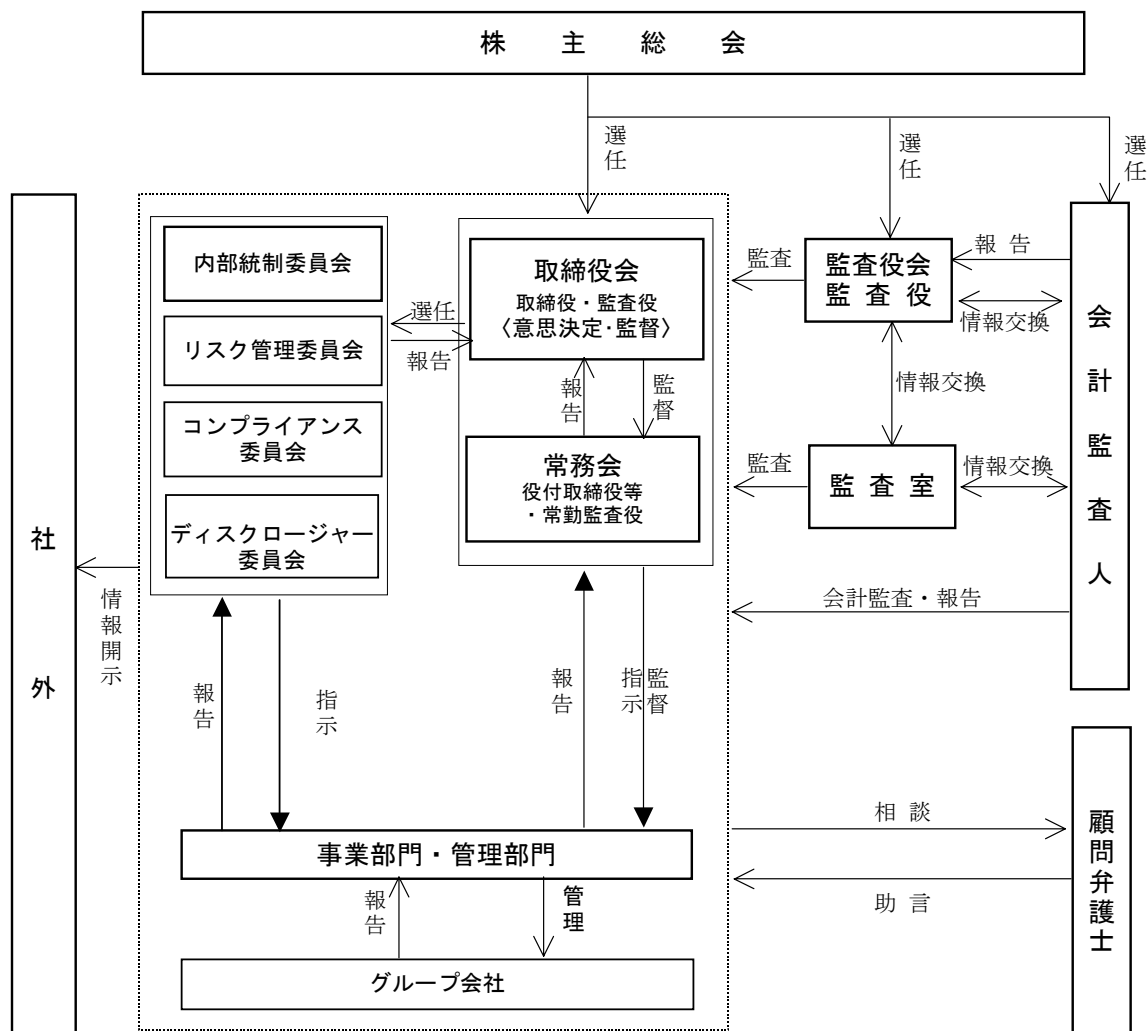 株主総会
選任
選任
選任
内部統制委員会
リスク管理委員会
コンプライアンス
委員会
ディスクロージャー
委員会
選任
報告
取締役会
取締役・監査役
〈意思決定・監督〉
報告
監督
常務会
役付取締役等
・常勤監査役
監査
監査役会
監査役
報告
情報交換
情報交換
監査
監査室
情報交換
会計監査人
会計監査・報告
社外
情報開示
報告
指示
報告
指示
監督
事業部門・管理部門
報告
管理
グループ会社
相談
助言
顧問弁護士